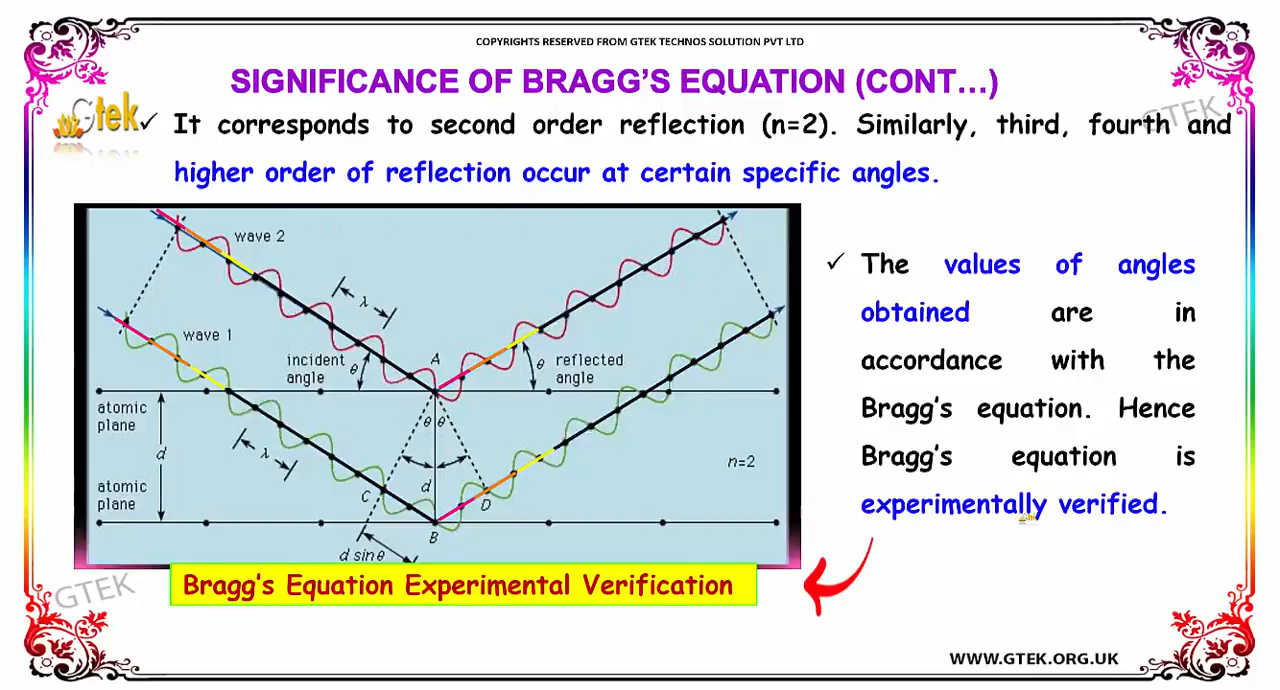 COPYRIGHTS RESERVED FROM GTEK TECHNOS SOLUTION PVT LTD
SIGNIFICANCE OF BRAGG'S EQUATION (CONT...)
Gtek
GTEK
✓ It corresponds to second order reflection (n=2). Similarly, third, fourth and
higher order of reflection occur at certain specific angles.
wave 2
λ
wave 1
incident
angle
θ
A
θ
reflected
angle
atomic
plane
θ θ
d
λ
d
n=2
atomic
plane
C
D
B
d sinθ
✓ The values of angles
obtained are in
accordance with the
Bragg's equation. Hence
Bragg's equation is
experimentally verified.
GTEK
Bragg's Equation Experimental Verification
WWW.GTEK.ORG.UK